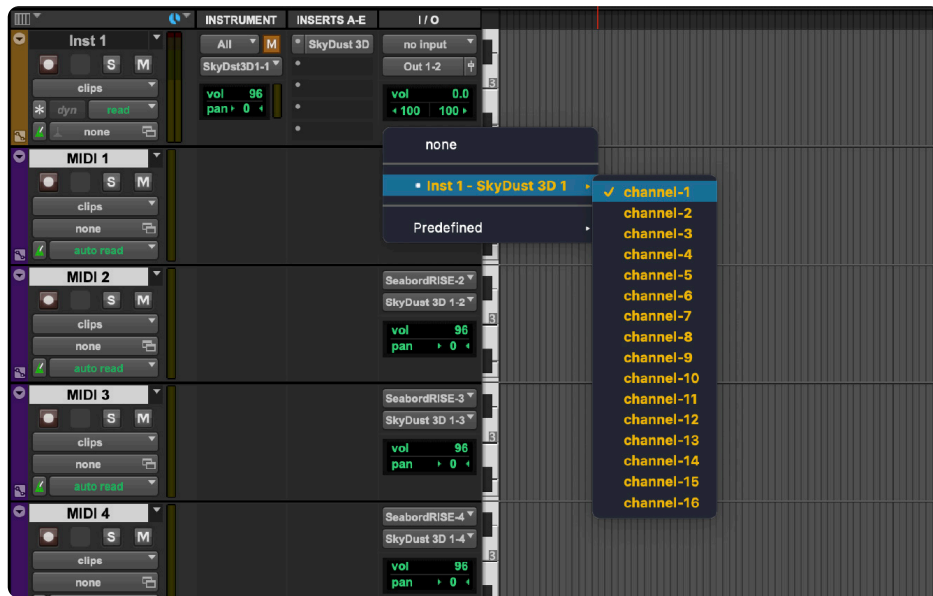 INSTRUMENT INSERTS A-E I / O
Inst 1 All M SkyDust 3D no input
S M SkyDst3D1-1 Out 1-2
clips vol 96 vol 0.0
dyn read pan 0 100 100
none
3
none
MIDI 1
S M
clips
none
auto read
Inst 1 - SkyDust 3D 1
Predefined
channel-1
channel-2
channel-3
channel-4
channel-5
channel-6
channel-7
channel-8
channel-9
channel-10
channel-11
channel-12
channel-13
channel-14
channel-15
channel-16
MIDI 2 SeabordRISE-2
S M SkyDust 3D 1-2
clips vol 96
none pan 0
auto read
3
MIDI 3 SeabordRISE-3
S M SkyDust 3D 1-3
clips vol 96
none pan 0
auto read
3
MIDI 4 SeabordRISE-4
S M SkyDust 3D 1-4
clips vol 96
none pan 0
3